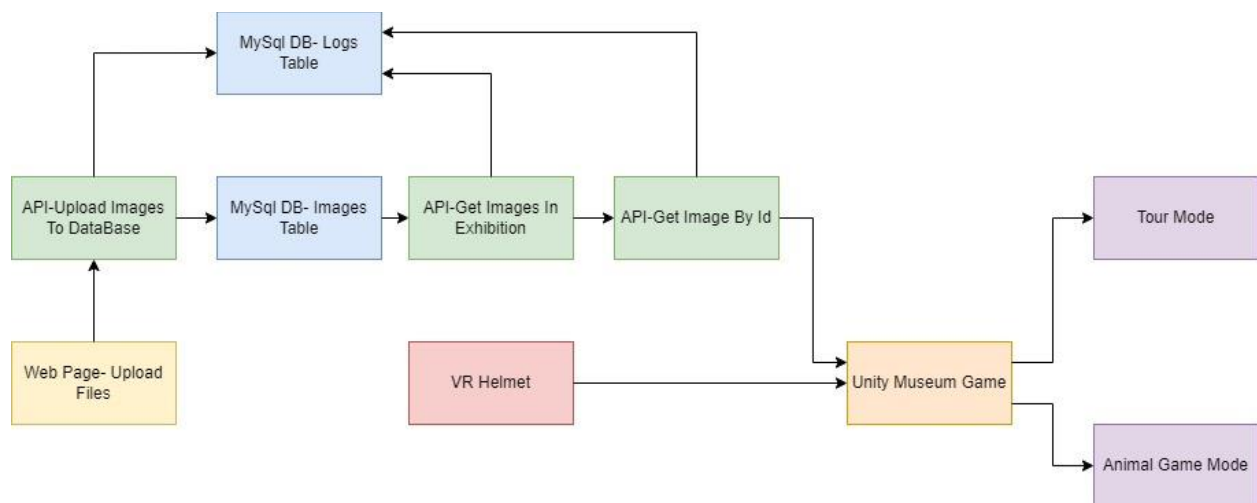 MySql DB- Logs
Table
API-Upload Images
To DataBase
MySql DB- Images
Table
API-Get Images In
Exhibition
API-Get Image By Id
Tour Mode
Web Page- Upload
Files
VR Helmet
Unity Museum Game
Animal Game Mode